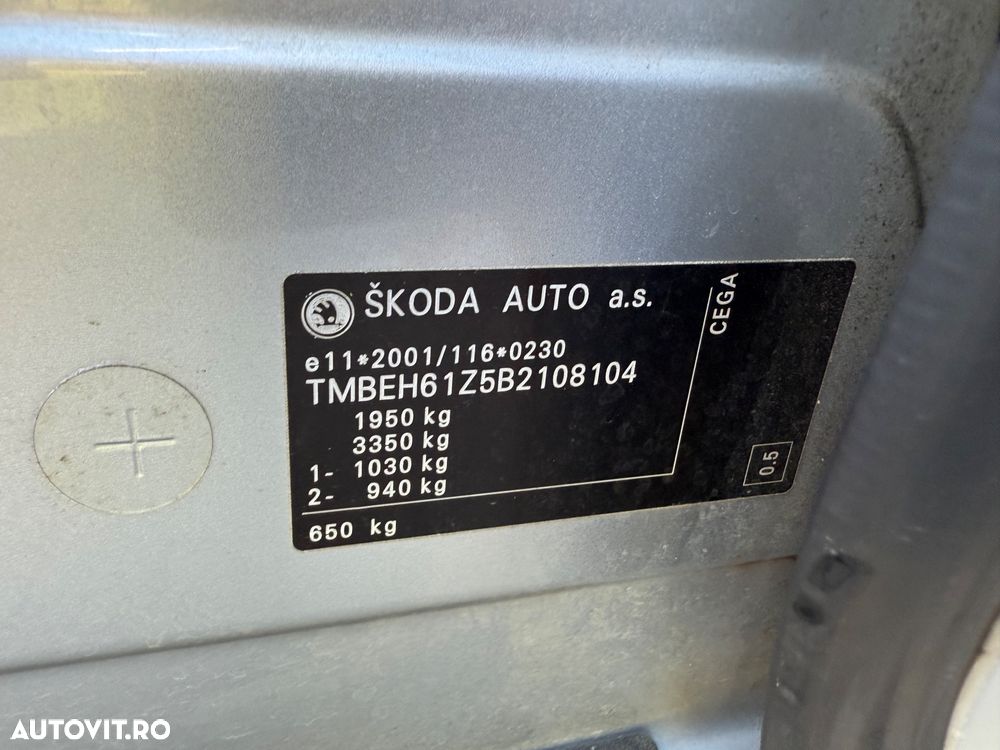 ŠKODA AUTO a.s.
e11*2001/116*0230
TMBEH61Z5B2108104
1950 kg
3350 kg
1- 1030 kg
2- 940 kg
650 kg
CEGA
0.5
AUTOVIT.RO